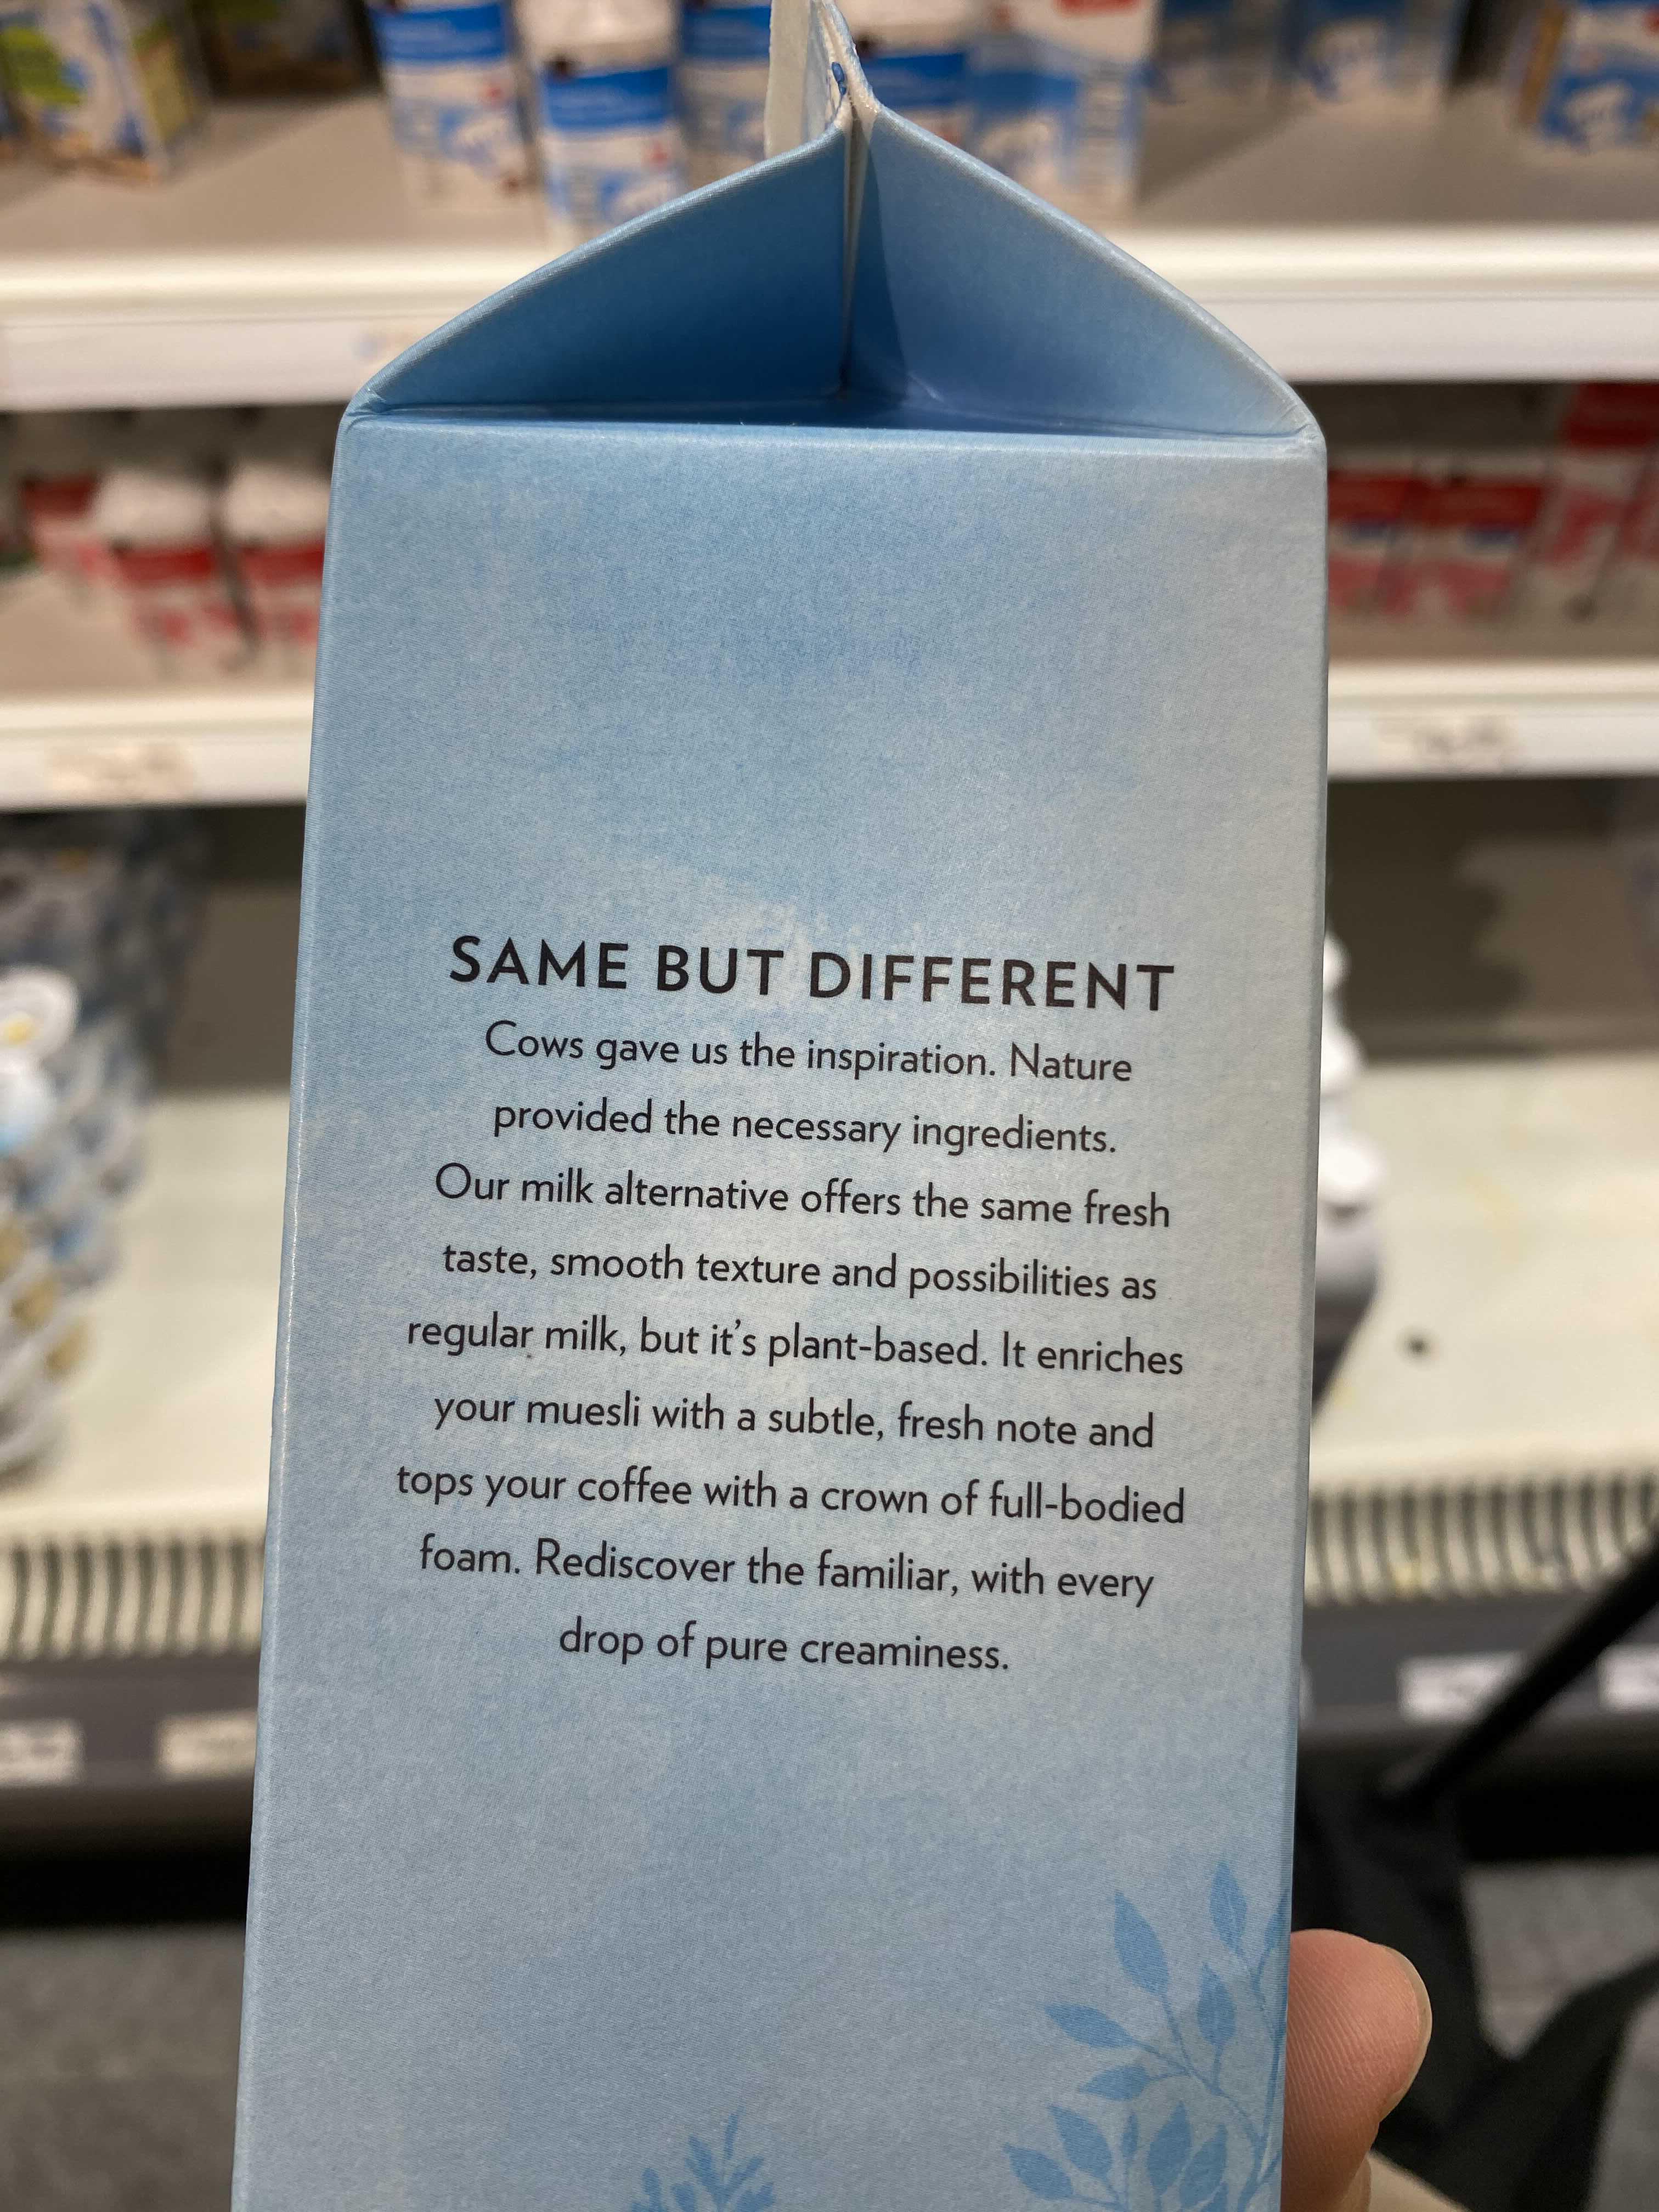 SAME BUT DIFFERENT
Cows gave us the inspiration. Nature
provided the necessary ingredients.
Our milk alternative offers the same fresh
taste, smooth texture and possibilities as
regular milk, but it's plant-based. It enriches
your muesli with a subtle, fresh note and
tops your coffee with a crown of full-bodied
foam. Rediscover the familiar, with every
drop of pure creaminess.